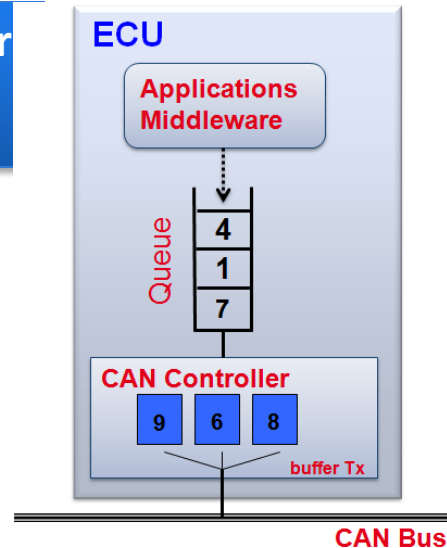 r
ECU
Applications
Middleware
Queue
4
1
7
CAN Controller
9 6 8
buffer Tx
CAN Bus